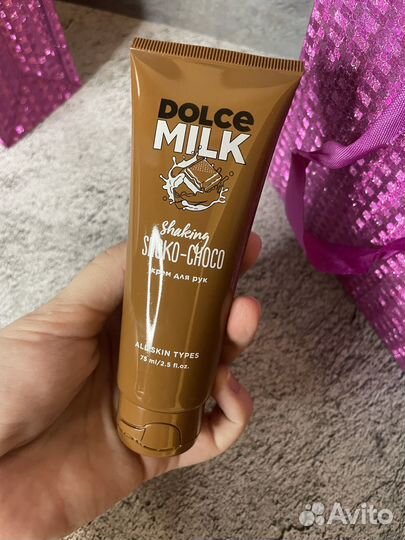 DOLCE
MILK
Shaking
SHOKO-CHOCO
крем для рук
ALL SKIN TYPES
75 ml/2.5 fl.oz.
Avito